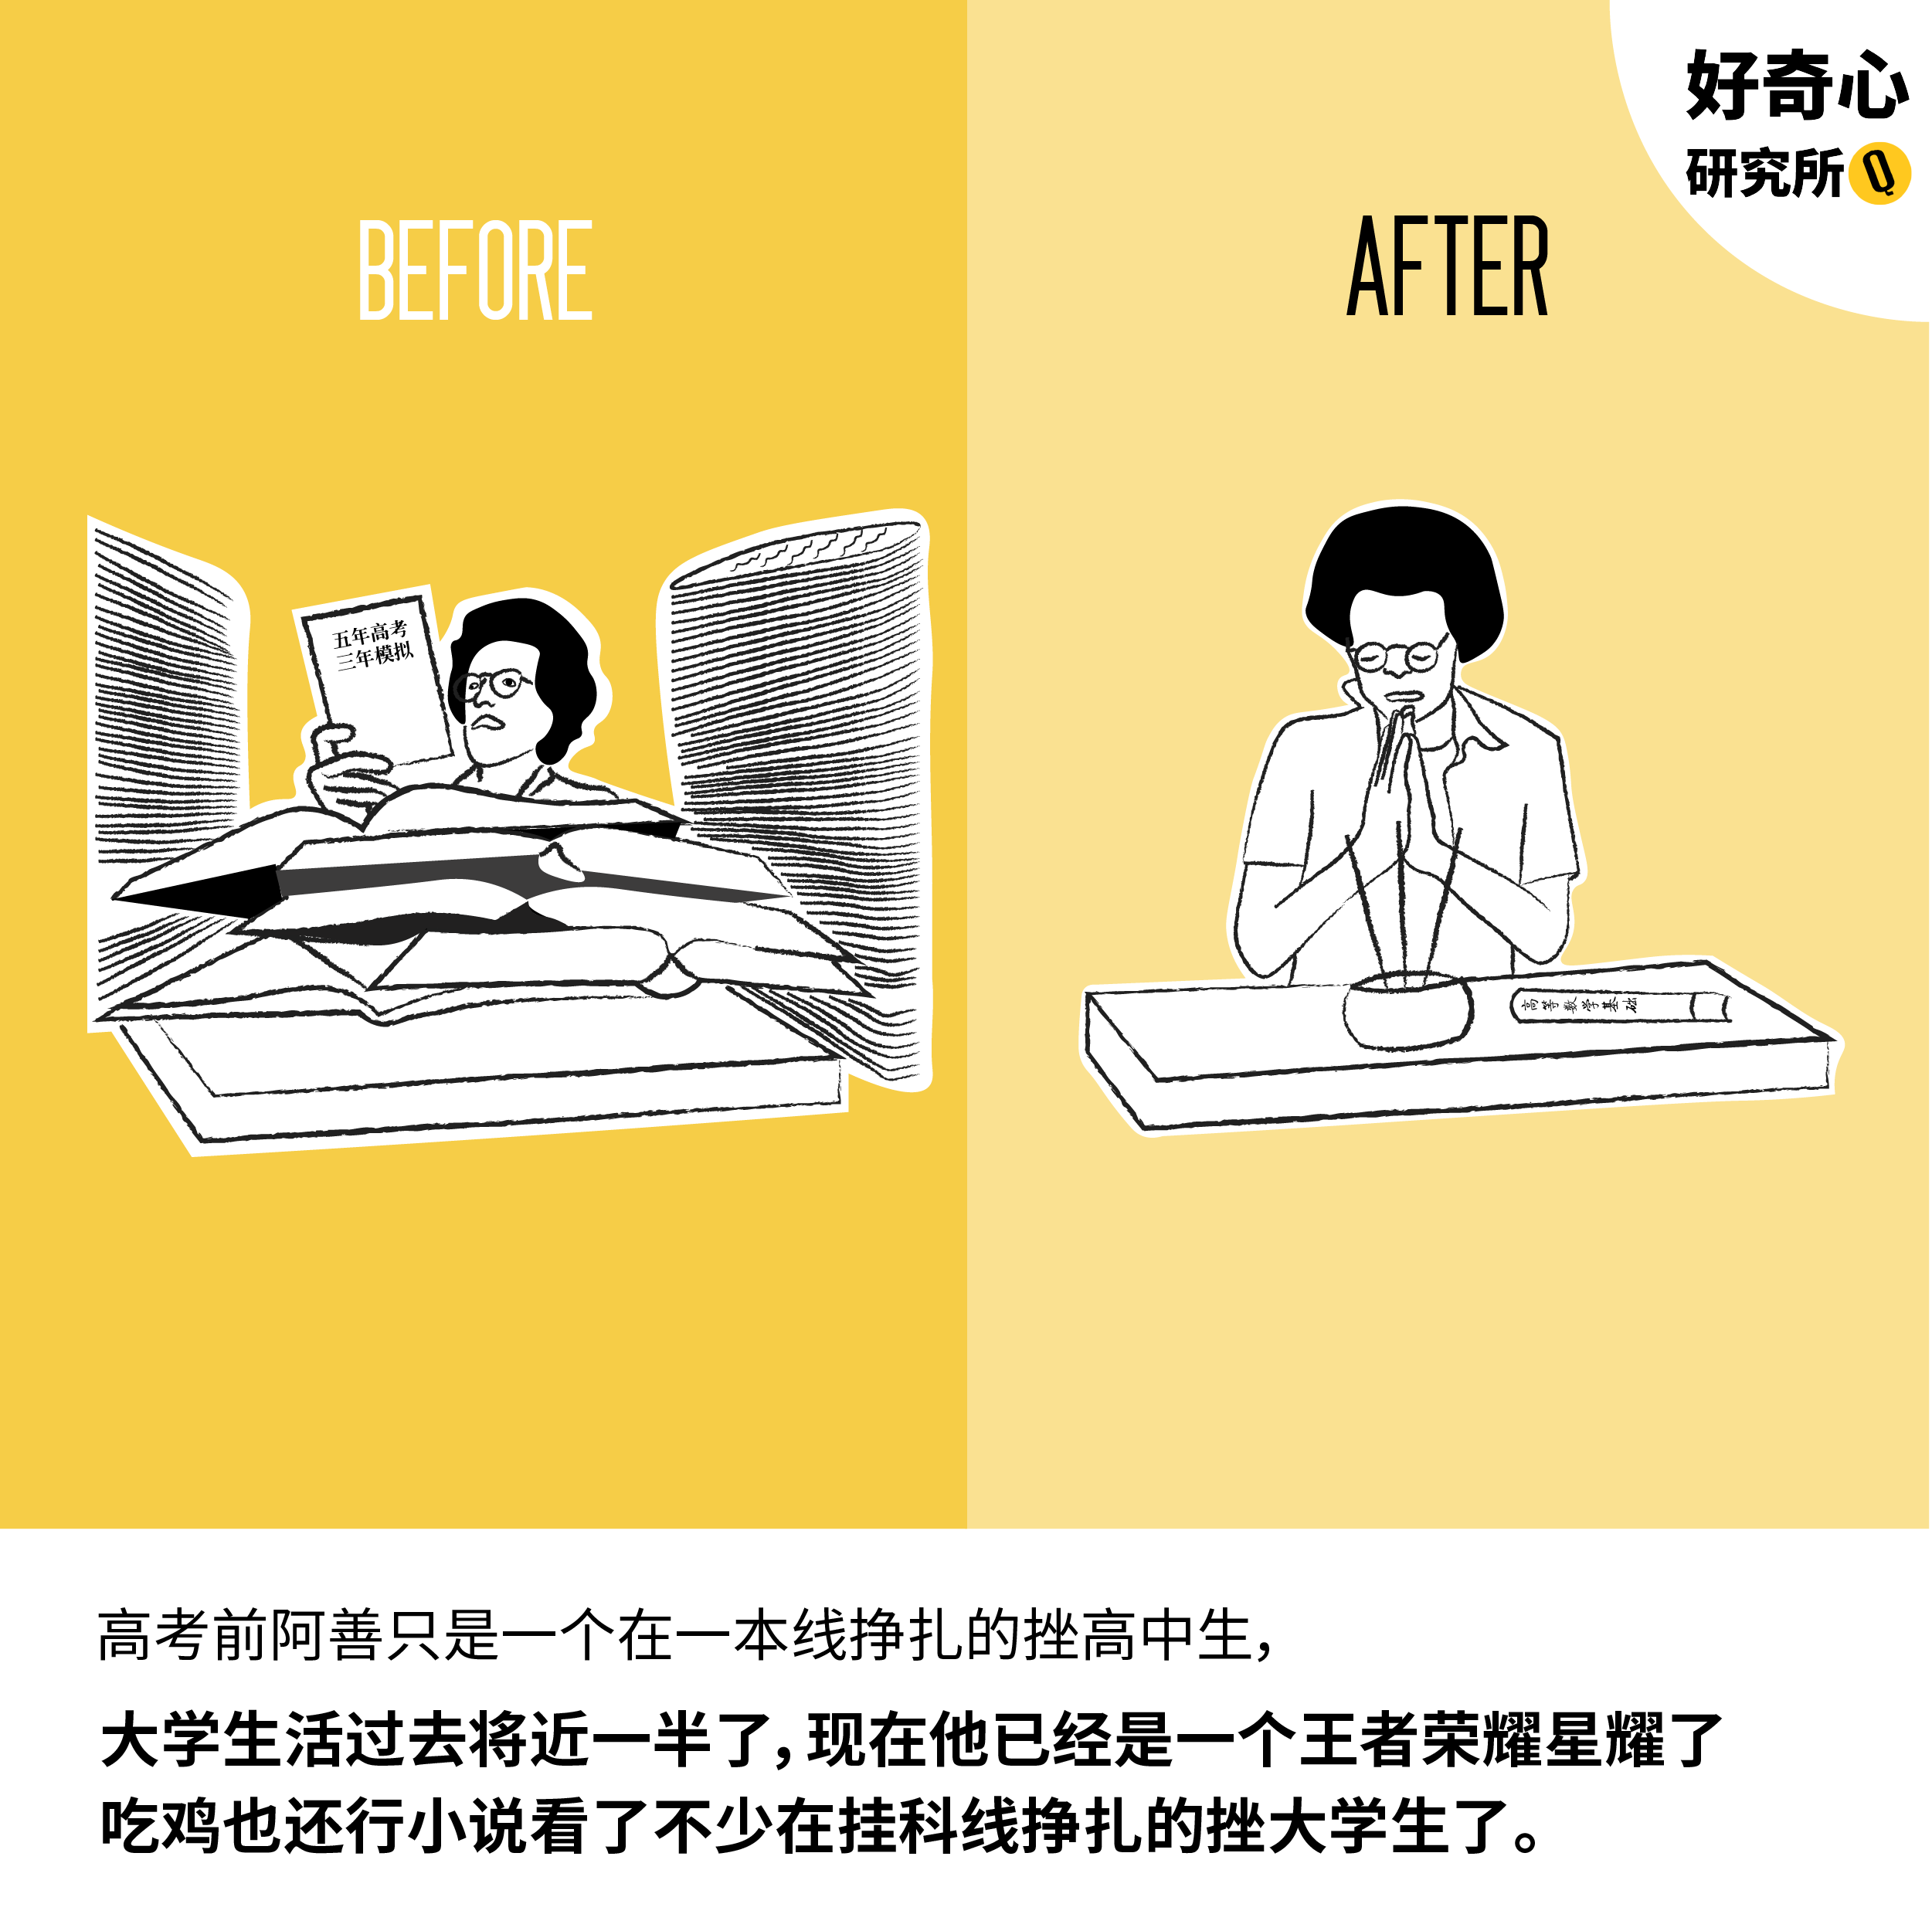 好奇心
研究所Q
BEFORE
AFTER
五年高考
三年模拟
高等数学基础
高考前阿善只是一个在一本线挣扎的挫高中生，
大学生活过去将近一半了，现在他已经是一个王者荣耀星耀了
吃鸡也还行小说看了不少在挂科线挣扎的挫大学生了。